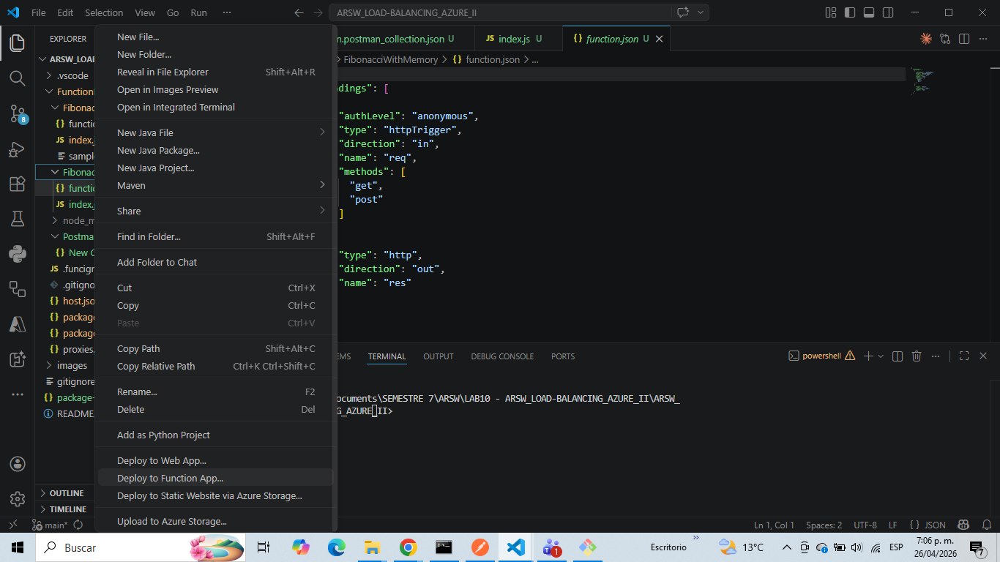 File Edit Selection View Go Run ··· ARSW_LOAD-BALANCING_AZURE_II
EXPLORER
ARSW_LOAD
.vscode
Function
Fibonac
functio
index.
sampl
Fibonac
functio
index.j
node_m
Postma
New C
.funcign
.gitigno
host.jso
package
package
proxies.
images
gitignore
package-
README
OUTLINE
TIMELINE
8
New File...
New Folder...
Reveal in File Explorer Shift+Alt+R
Open in Images Preview
Open in Integrated Terminal
New Java File
New Java Package...
New Java Project...
Maven
Share
Find in Folder... Shift+Alt+F
Add Folder to Chat
Cut Ctrl+X
Copy Ctrl+C
Paste Ctrl+V
Copy Path Shift+Alt+C
Copy Relative Path Ctrl+K Ctrl+Shift+C
Rename... F2
Delete Del
Add as Python Project
Deploy to Web App...
Deploy to Function App...
Deploy to Static Website via Azure Storage...
Upload to Azure Storage...
n.postman_collection.json U JS index.js U {} function.json U
FibonacciWithMemory > {} function.json > ...
dings": [
"authLevel": "anonymous",
"type": "httpTrigger",
"direction": "in",
"name": "req",
"methods": [
"get",
"post"
]
"type": "http",
"direction": "out",
"name": "res"
EMS TERMINAL OUTPUT DEBUG CONSOLE PORTS powershell
ocuments\SEMESTRE 7\ARSW\LAB10 - ARSW_LOAD-BALANCING_AZURE_II\ARSW_
G_AZURE_II>
main* Ln 1, Col 1 Spaces: 2 UTF-8 LF {} JSON
Buscar 1 Escritorio 13°C ESP 7:06 p. m. 7
26/04/2026